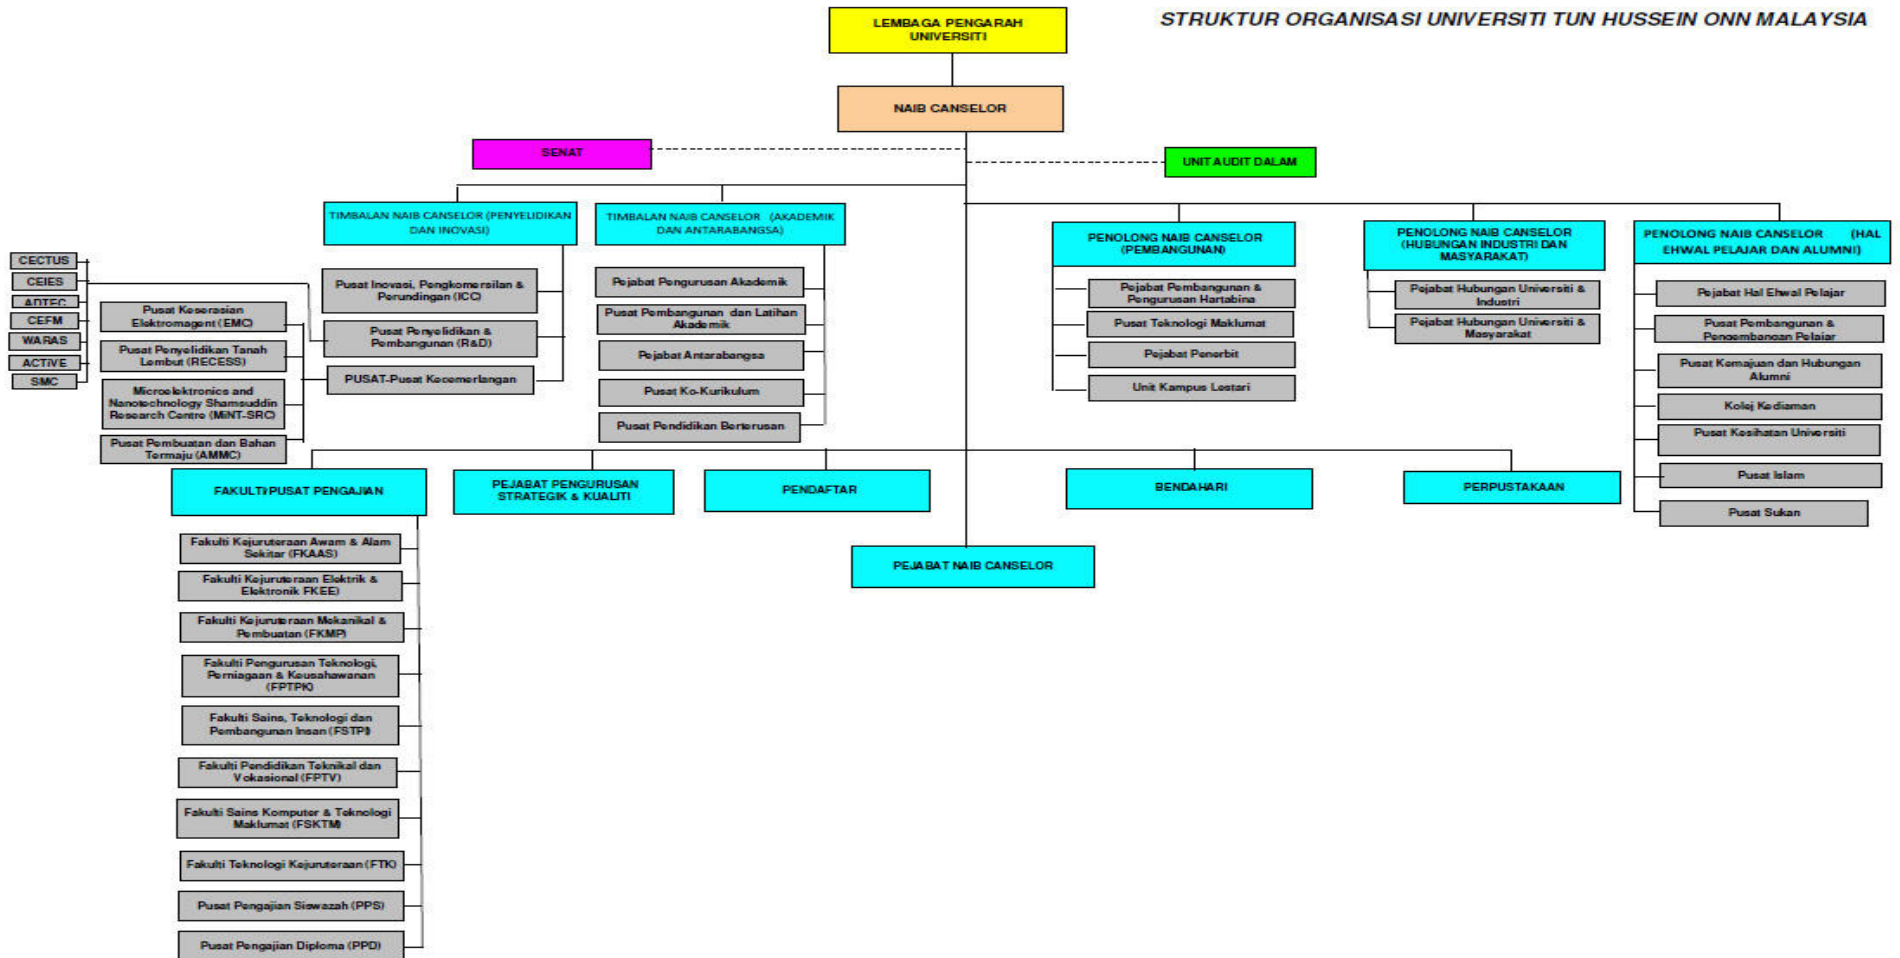 STRUKTUR ORGANISASI UNIVERSITI TUN HUSSEIN ONN MALAYSIA
LEMBAGA PENGARAH
UNIVERSITI
NAIB CANSELOR
SENAT
UNIT AUDIT DALAM
TIMBALAN NAIB CANSELOR (PENYELIDIKAN
DAN INOVASI)
Pusat Inovasi, Pengkomersilan &
Perundingan (ICC)
Pusat Penyelidikan &
Pembangunan (R&D)
PUSAT-Pusat Kecemerlangan
CECTUS
CEIES
ADTEC
CEFM
WARAS
ACTiVE
SMC
Pusat Keserasian
Elektromagent (EMC)
Pusat Penyelidikan Tanah
Lembut (RECESS)
Microelektronics and
Nanotechnology Shamsuddin
Research Centre (MiNT-SRC)
Pusat Pembuatan dan Bahan
Termaju (AMMC)
TIMBALAN NAIB CANSELOR (AKADEMIK
DAN ANTARABANGSA)
Pejabat Pengurusan Akademik
Pusat Pembangunan dan Latihan
Akademik
Pejabat Antarabangsa
Pusat Ko-Kurikulum
Pusat Pendidikan Berterusan
PENOLONG NAIB CANSELOR
(PEMBANGUNAN)
Pejabat Pembangunan &
Pengurusan Hartabina
Pusat Teknologi Maklumat
Pejabat Penerbit
Unit Kampus Lestari
PENOLONG NAIB CANSELOR
(HUBUNGAN INDUSTRI DAN
MASYARAKAT)
Pejabat Hubungan Universiti &
Industri
Pejabat Hubungan Universiti &
Masyarakat
PENOLONG NAIB CANSELOR (HAL
EHWAL PELAJAR DAN ALUMNI)
Pejabat Hal Ehwal Pelajar
Pusat Pembangunan &
Pengembangan Pelajar
Pusat Kemajuan dan Hubungan
Alumni
Kolej Kediaman
Pusat Kesihatan Universiti
Pusat Islam
Pusat Sukan
FAKULTI/PUSAT PENGAJIAN
PEJABAT PENGURUSAN
STRATEGIK & KUALITI
PENDAFTAR
BENDAHARI
PERPUSTAKAAN
PEJABAT NAIB CANSELOR
Fakulti Kejuruteraan Awam & Alam
Sekitar (FKAAS)
Fakulti Kejuruteraan Elektrik &
Elektronik FKEE)
Fakulti Kejuruteraan Mekanikal &
Pembuatan (FKMP)
Fakulti Pengurusan Teknologi,
Perniagaan & Keusahawanan
(FPTPK)
Fakulti Sains, Teknologi dan
Pembangunan Insan (FSTPI)
Fakulti Pendidikan Teknikal dan
Vokasional (FPTV)
Fakulti Sains Komputer & Teknologi
Maklumat (FSKTM)
Fakulti Teknologi Kejuruteraan (FTK)
Pusat Pengajian Siswazah (PPS)
Pusat Pengajian Diploma (PPD)